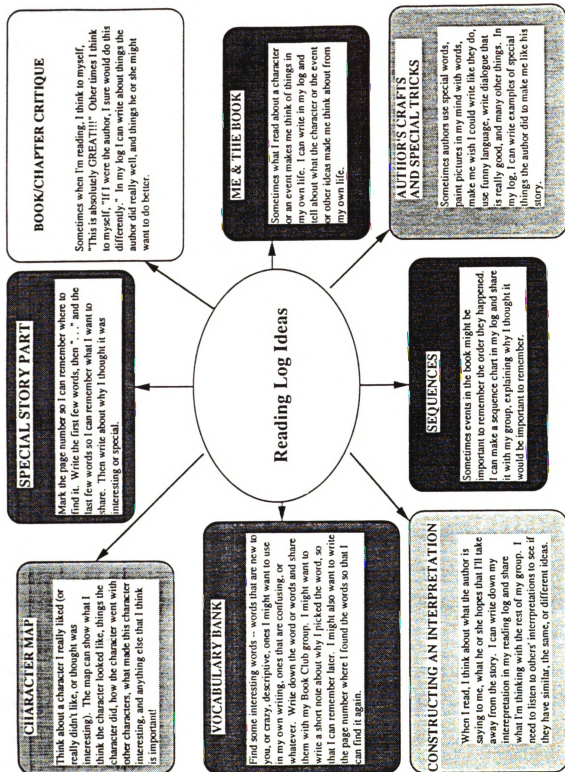 CHARACTER MAP
Think about a character I really liked (or
really didn't like, or thought was
interesting). The map can show what I
think the character looked like, things the
character did, how the character went with
other characters, what made this character
interesting, and anything else that I think
is important!
SPECIAL STORY PART
Mark the page number so I can remember where to
find it. Write the first few words, then ". . ." and the
last few words so I can remember what I want to
share. Then write about why I thought it was
interesting or special.
BOOK/CHAPTER CRITIQUE
Sometimes when I'm reading, I think to myself,
"This is absolutely GREAT!!!" Other times I think
to myself, "If I were the author, I sure would do this
differently." In my log I can write about things the
author did really well, and things he or she might
want to do better.
VOCABULARY BANK
Find some interesting words -- words that are new to
you, or crazy, descriptive, ones I might want to use
in my own writing, ones that are confusing, or
whatever. Write down the word or words and share
them with my Book Club group. I might want to
write a short note about why I picked the word, so
that I can remember later. I might also want to write
the page number where I found the words so that I
can find it again.
Reading Log Ideas
ME & THE BOOK
Sometimes what I read about a character
or an event makes me think of things in
my own life. I can write in my log and
tell about what the character or the event
or other ideas made me think about from
my own life.
CONSTRUCTING AN INTERPRETATION
When I read, I think about what the author is
saying to me, what he or she hopes that I'll take
away from the story. I can write down my
interpretation in my reading log and share
what I'm thinking with the rest of my group. I
need to listen to others' interpretations to see if
they have similar, he same, or different ideas.
SEQUENCES
Sometimes events in the book might be
important to remember the order they happened.
I can make a sequence chart in my log and share
it with my group, explaining why I thought it
would be important to remember.
AUTHOR'S CRAFTS
AND SPECIAL TRICKS
Sometimes authors use special words,
paint pictures in my mind with words,
make me wish I could write like they do,
use funny language, write dialogue that
is really good, and many other things. In
my log, I can write examples of special
things the author did to make me like his
story.